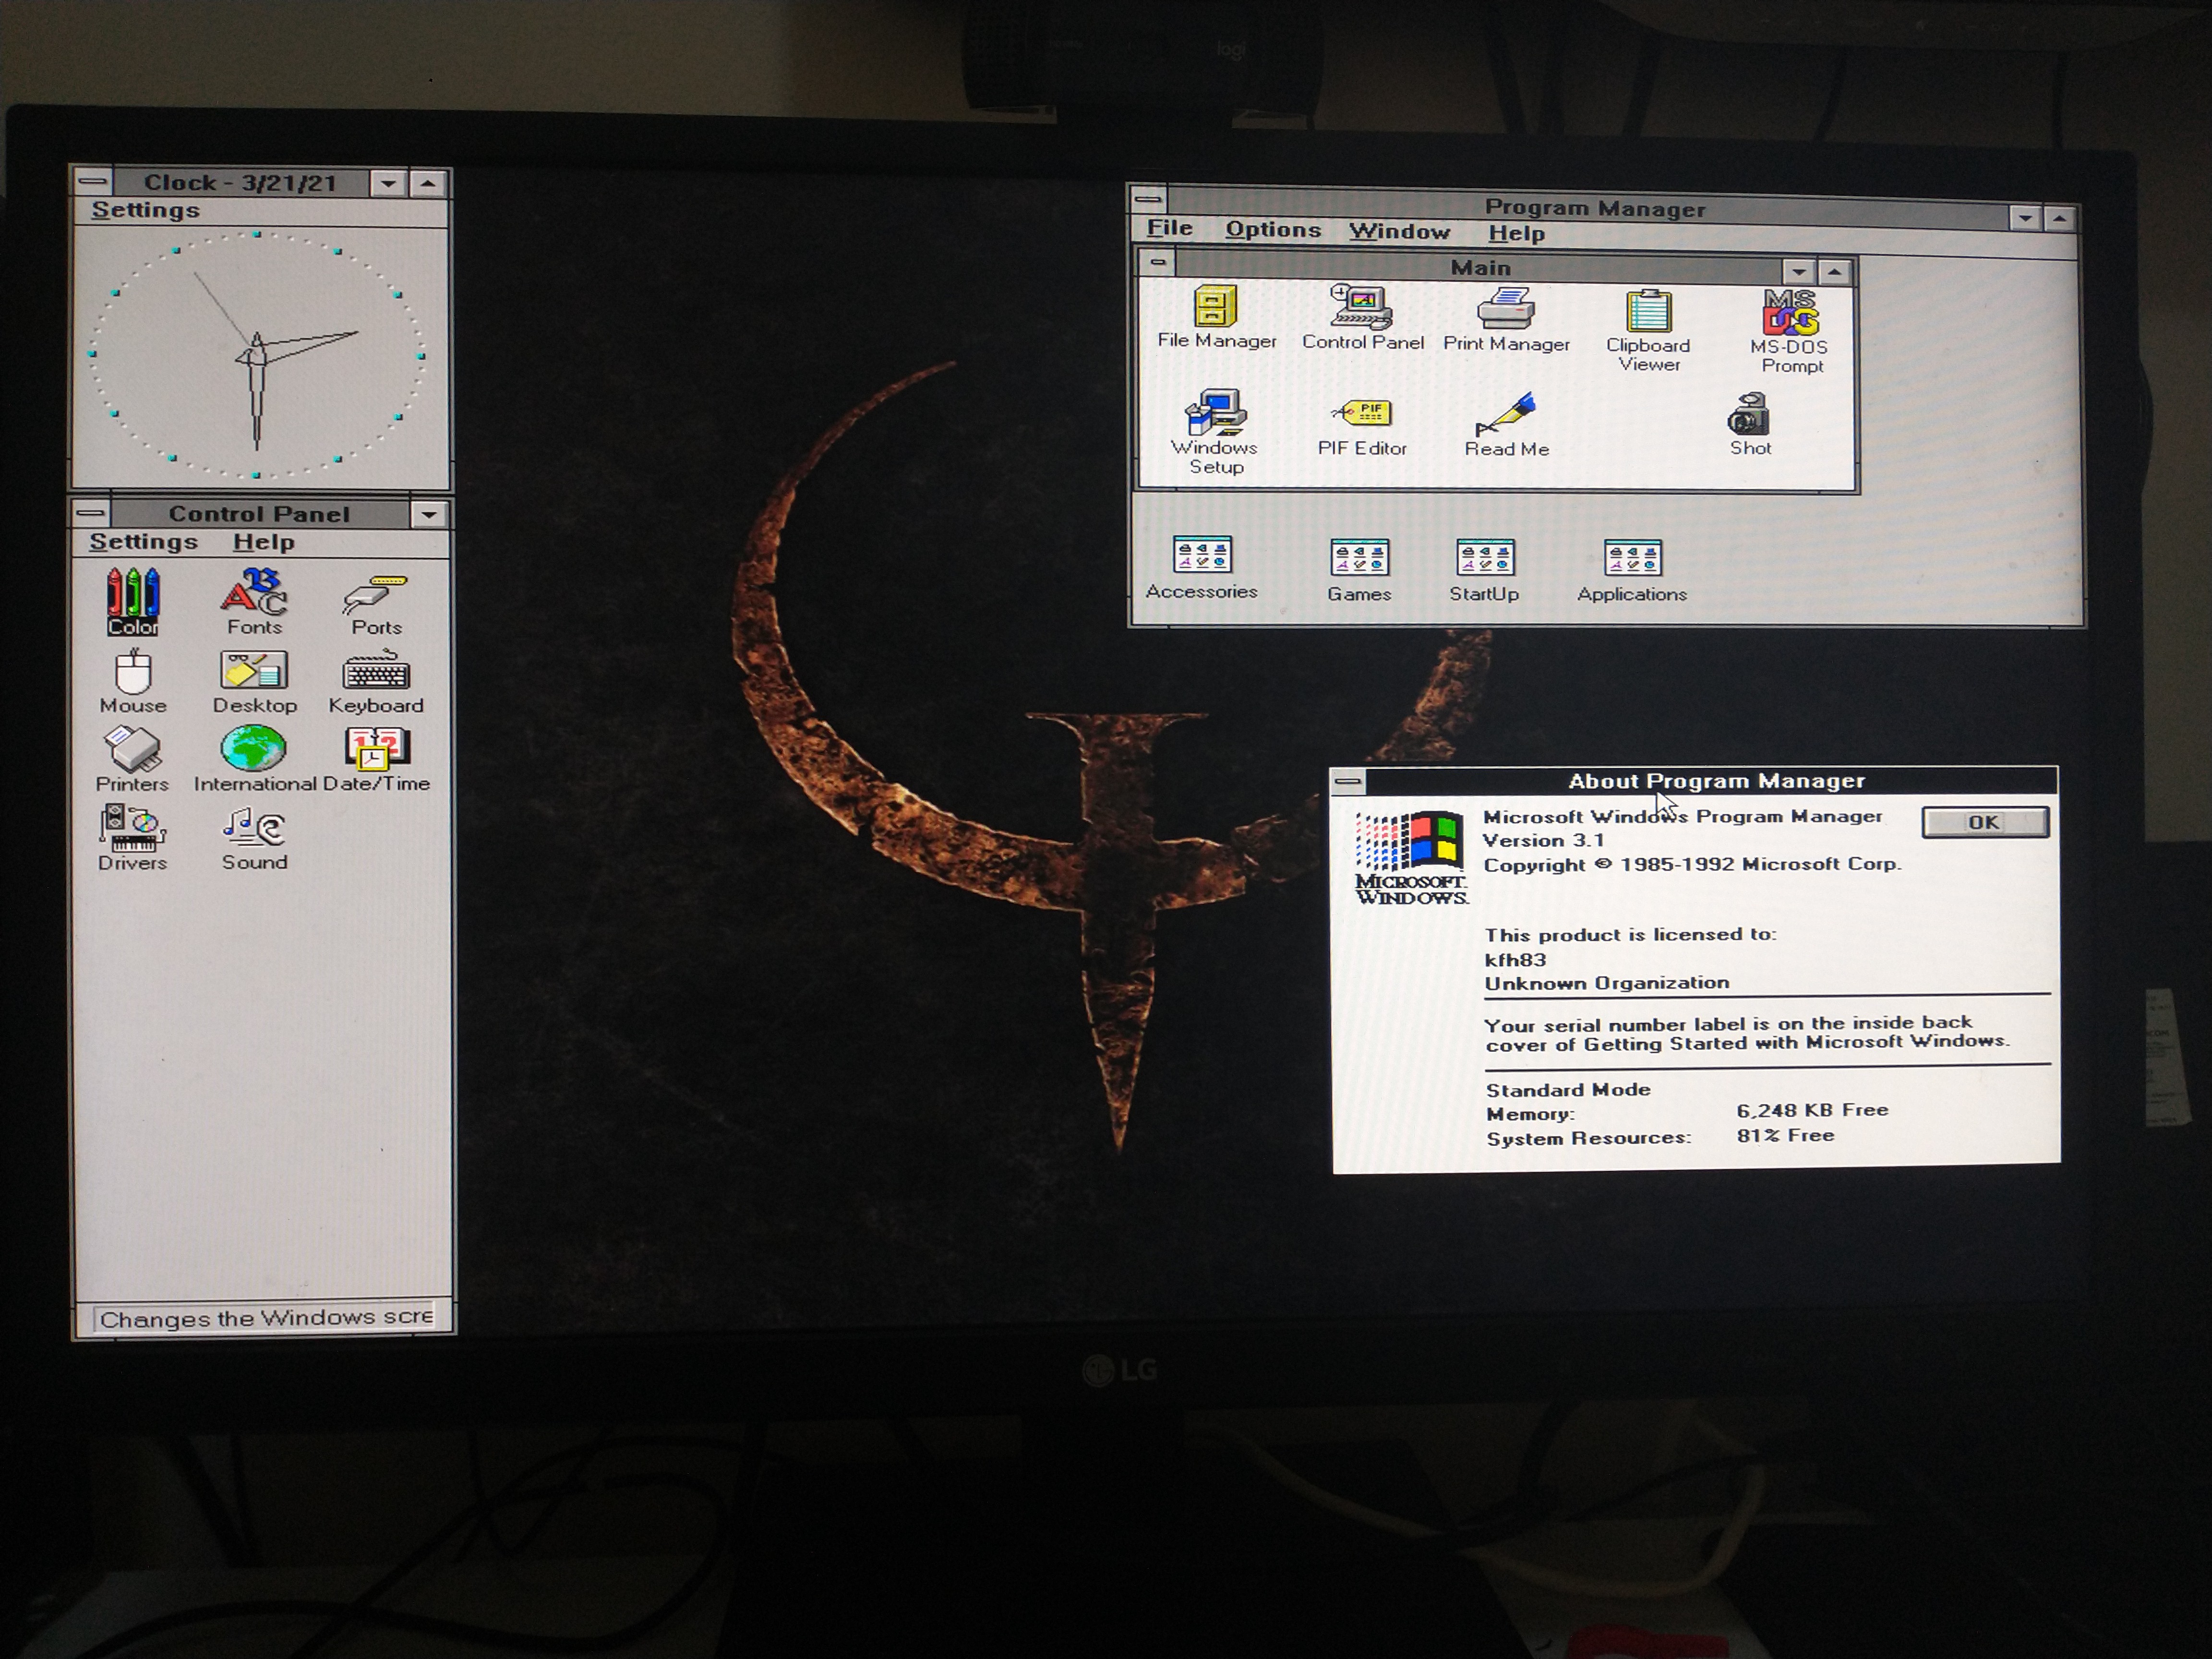 logi
Clock - 3/21/21
Settings
Control Panel
Settings Help
Color
Fonts
Ports
Mouse
Desktop
Keyboard
Printers
International
Date/Time
Drivers
Sound
Changes the Windows scre
Program Manager
File Options Window Help
Main
File Manager
Control Panel
Print Manager
Clipboard
Viewer
MS
DOS
MS-DOS
Prompt
Windows
Setup
PIF
PIF Editor
Read Me
Shot
Accessories
Games
StartUp
Applications
About Program Manager
MICROSOFT.
WINDOWS.
Microsoft Windows Program Manager
Version 3.1
Copyright © 1985-1992 Microsoft Corp.
OK
This product is licensed to:
kfh83
Unknown Organization
Your serial number label is on the inside back
cover of Getting Started with Microsoft Windows.
Standard Mode
Memory: 6,248 KB Free
System Resources: 81% Free
LG